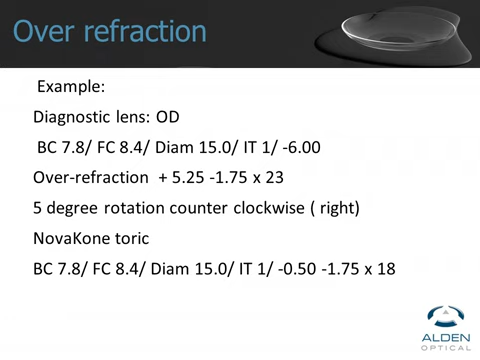 Over refraction
Example:
Diagnostic lens: OD
BC 7.8/ FC 8.4/ Diam 15.0/ IT 1/ -6.00
Over-refraction + 5.25 -1.75 x 23
5 degree rotation counter clockwise ( right)
NovaKone toric
BC 7.8/ FC 8.4/ Diam 15.0/ IT 1/ -0.50 -1.75 x 18
ALDEN
OPTICAL